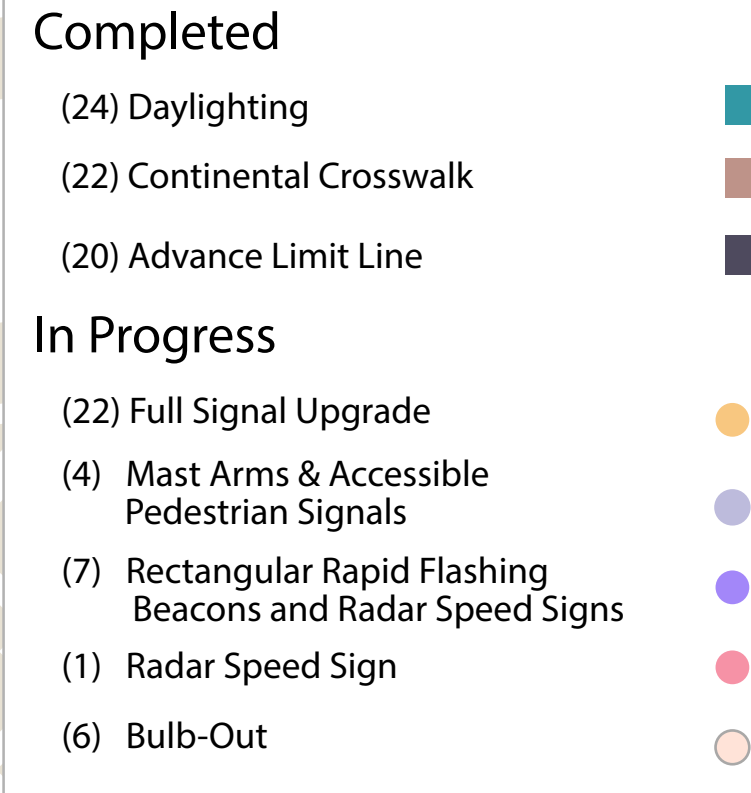 Completed
(24) Daylighting
(22) Continental Crosswalk
(20) Advance Limit Line
In Progress
(22) Full Signal Upgrade
(4) Mast Arms & Accessible
Pedestrian Signals
(7) Rectangular Rapid Flashing
Beacons and Radar Speed Signs
(1) Radar Speed Sign
(6) Bulb-Out